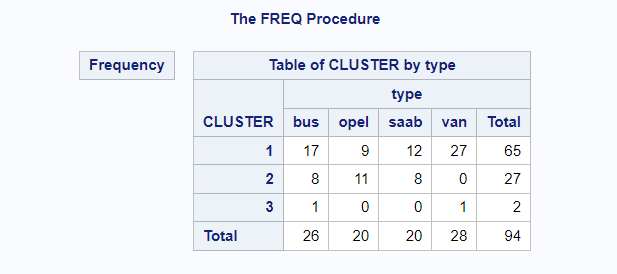 The FREQ Procedure
Frequency
Table of CLUSTER by type
type
CLUSTER bus opel saab van Total
1 17 9 12 27 65
2 8 11 8 0 27
3 1 0 0 1 2
Total 26 20 20 28 94